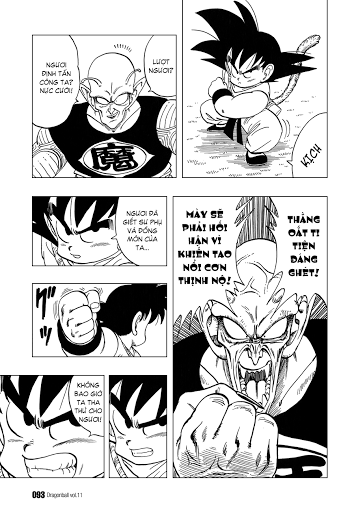 KỊCH
LƯỢT
NGƯƠI?
NGƯƠI
ĐỊNH TẤN
CÔNG TA?
NỰC CƯỜI!
魔
THẰNG
OẮT TI
TIỆN
ĐÁNG
GHÉT!
MÀY SẼ
PHẢI HỐI
HẬN VÌ
KHIẾN TAO
NỔI CƠN
THỊNH NỘ!
NGƯƠI ĐÃ
GIẾT SƯ PHỤ
VÀ ĐỒNG
MÔN CỦA
TA...
KHÔNG
BAO GIỜ
TA THA
THỨ CHO
NGƯƠI!
093 Dragonball vol.11